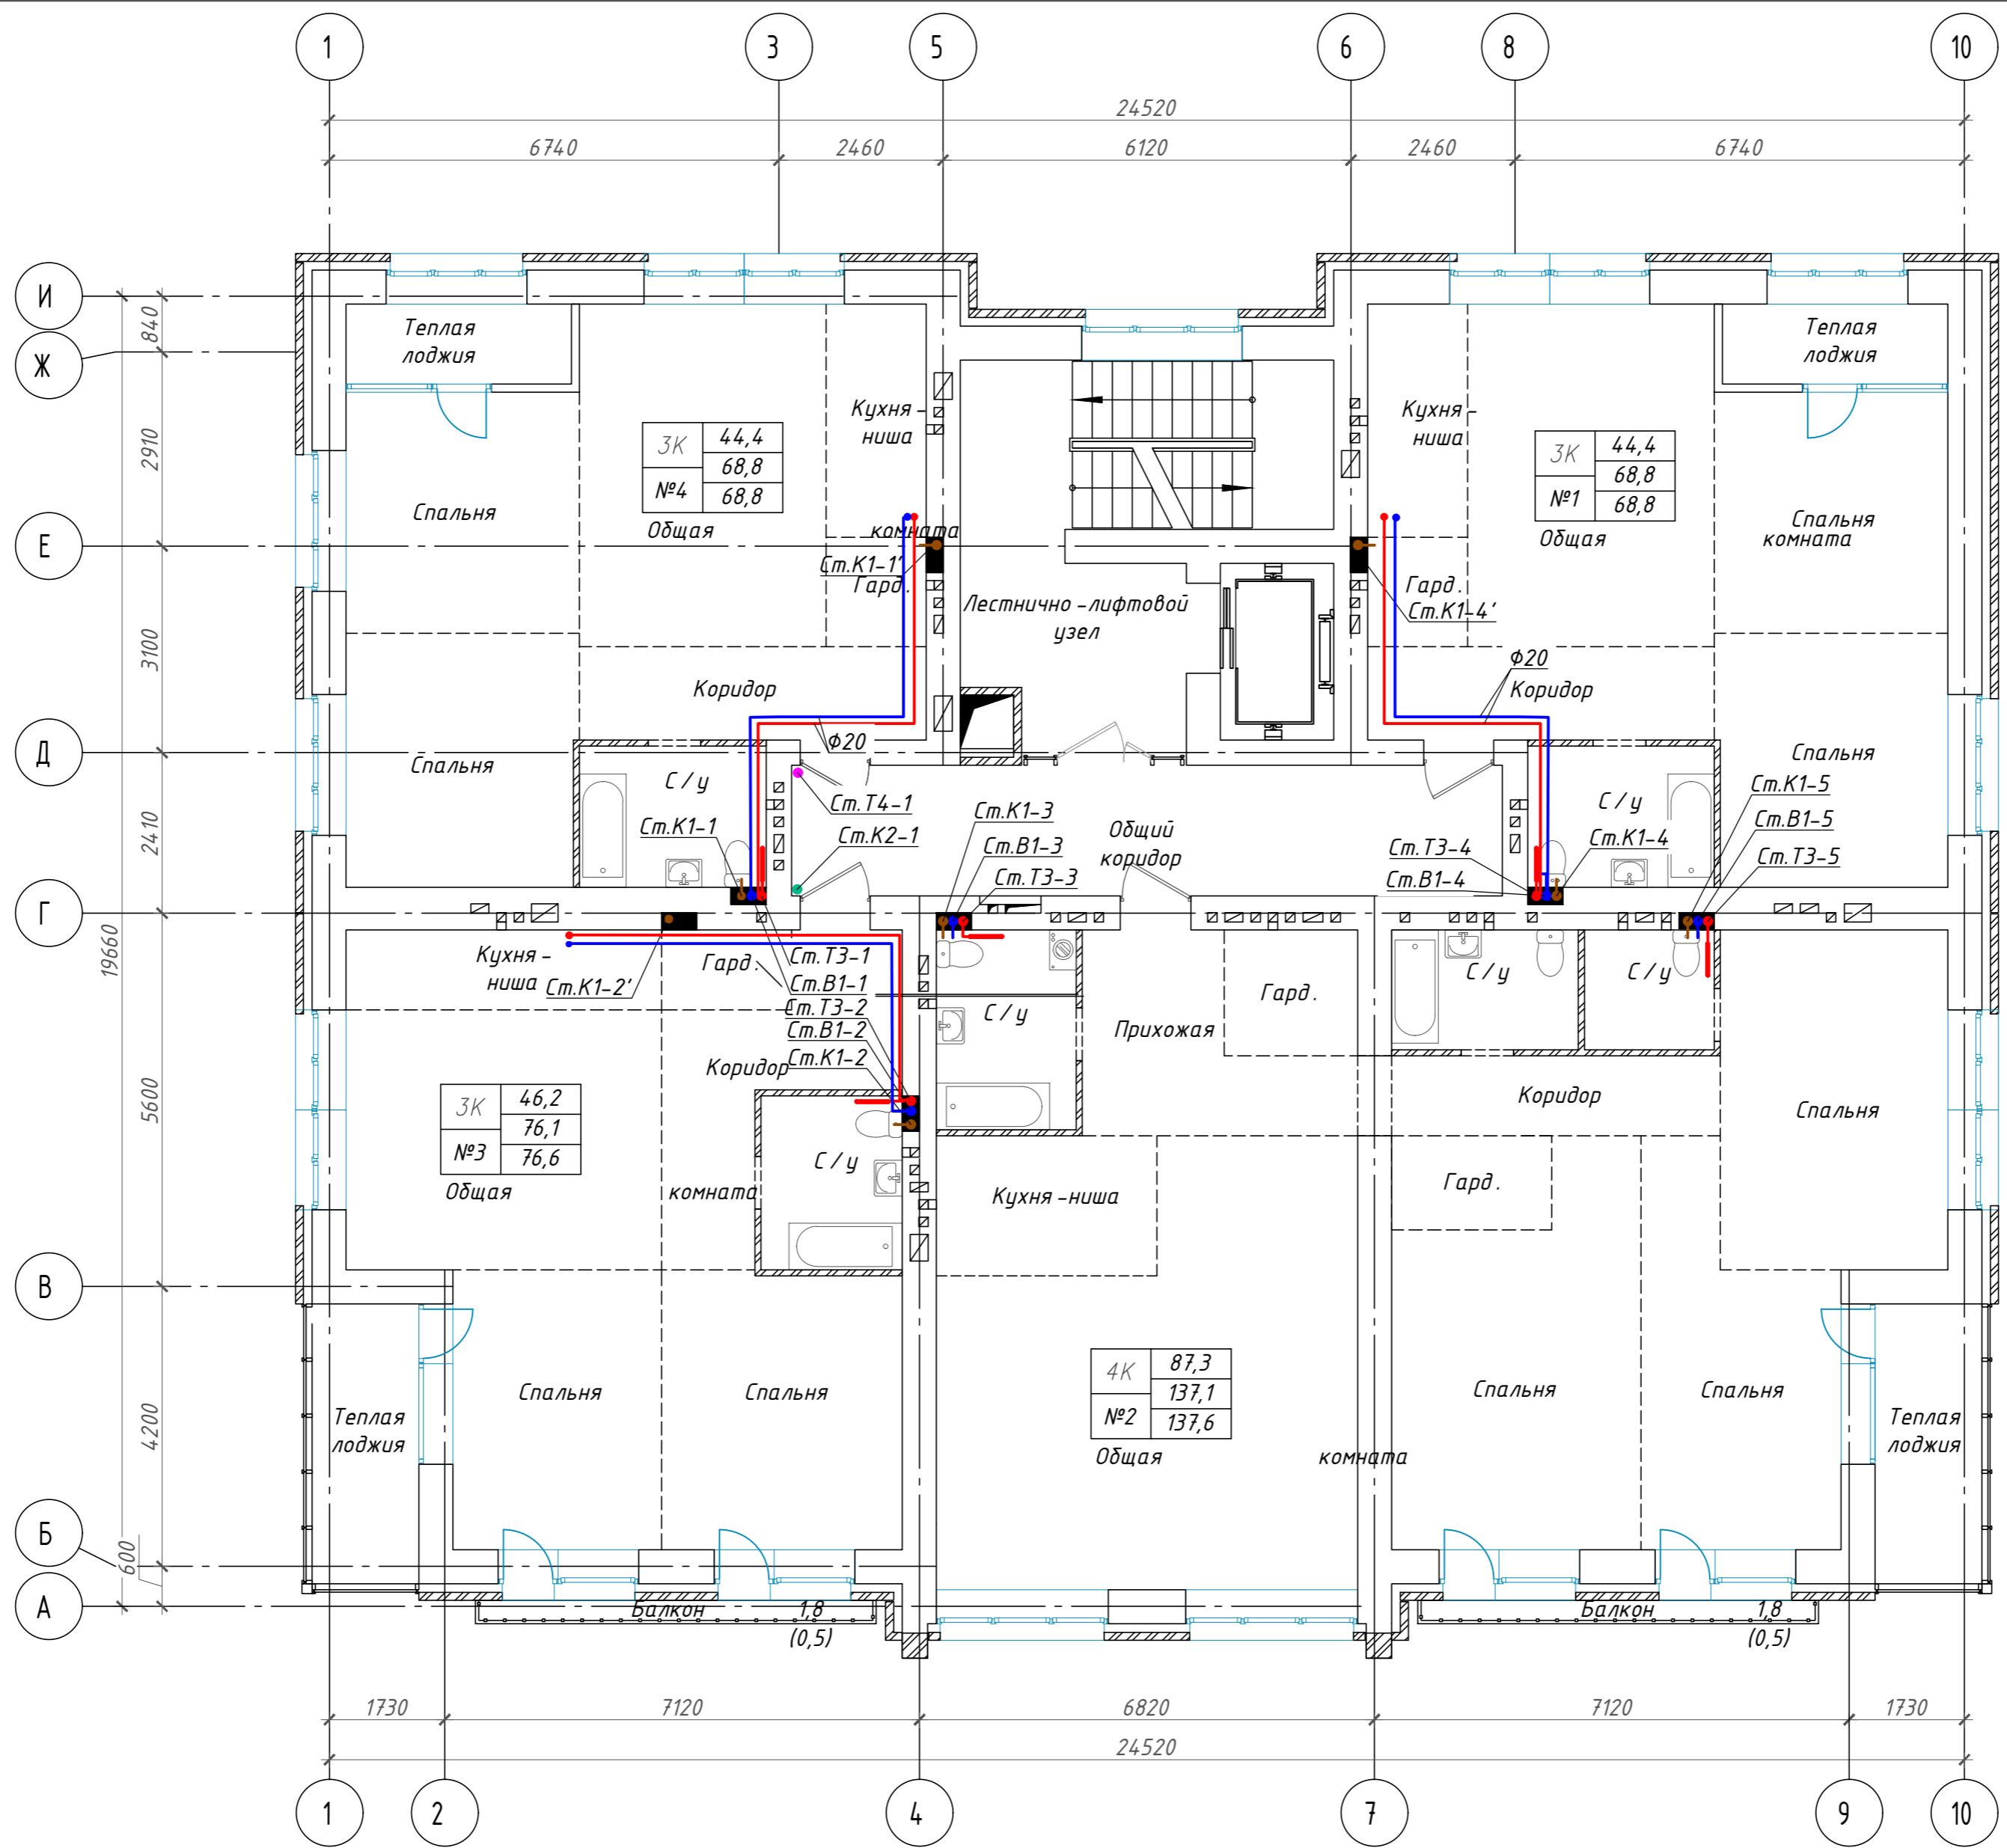 1
3
5
6
8
10
24520
6740
2460
6120
2460
6740
И
Ж
Е
Д
Г
В
Б
А
840
2910
3100
2410
5600
4200
600
19660
Теплая
лоджия
Кухня-
ниша
3К
44,4
68,8
№4
68,8
Общая
комната
Спальня
Ст.К1-1'
Гард.
Коридор
ϕ20
Спальня
С/у
Ст.К1-1
Ст.Т4-1
Ст.К2-1
Лестнично-лифтовой
узел
Теплая
лоджия
Кухня-
ниша
3К
44,4
68,8
№1
68,8
Общая
Спальня
комната
Гард.
Ст.К1-4'
ϕ20
Коридор
Спальня
С/у
Ст.К1-5
Ст.В1-5
Ст.Т3-5
Ст.К1-4
Ст.Т3-4
Ст.В1-4
Общий
коридор
Ст.К1-3
Ст.В1-3
Ст.Т3-3
Кухня-
ниша
Ст.К1-2'
Гард.
Ст.Т3-1
Ст.В1-1
Ст.Т3-2
Ст.В1-2
Ст.К1-2
Коридор
3К
46,2
76,1
№3
76,6
Общая
комната
С/у
С/у
Прихожая
Гард.
С/у
С/у
Коридор
Спальня
Кухня-ниша
Гард.
4К
87,3
137,1
№2
137,6
Общая
комната
Спальня
Спальня
Спальня
Спальня
Теплая
лоджия
Теплая
лоджия
Балкон
1,8
(0,5)
Балкон
1,8
(0,5)
1730
7120
6820
7120
1730
24520
1
2
4
7
9
10